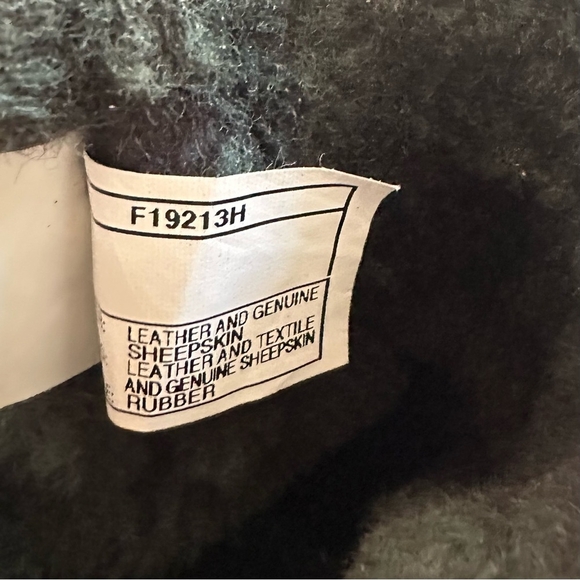 F19213H
LEATHER AND GENUINE
SHEEPSKIN
LEATHER AND TEXTILE
AND GENUINE SHEEPSKIN
RUBBER